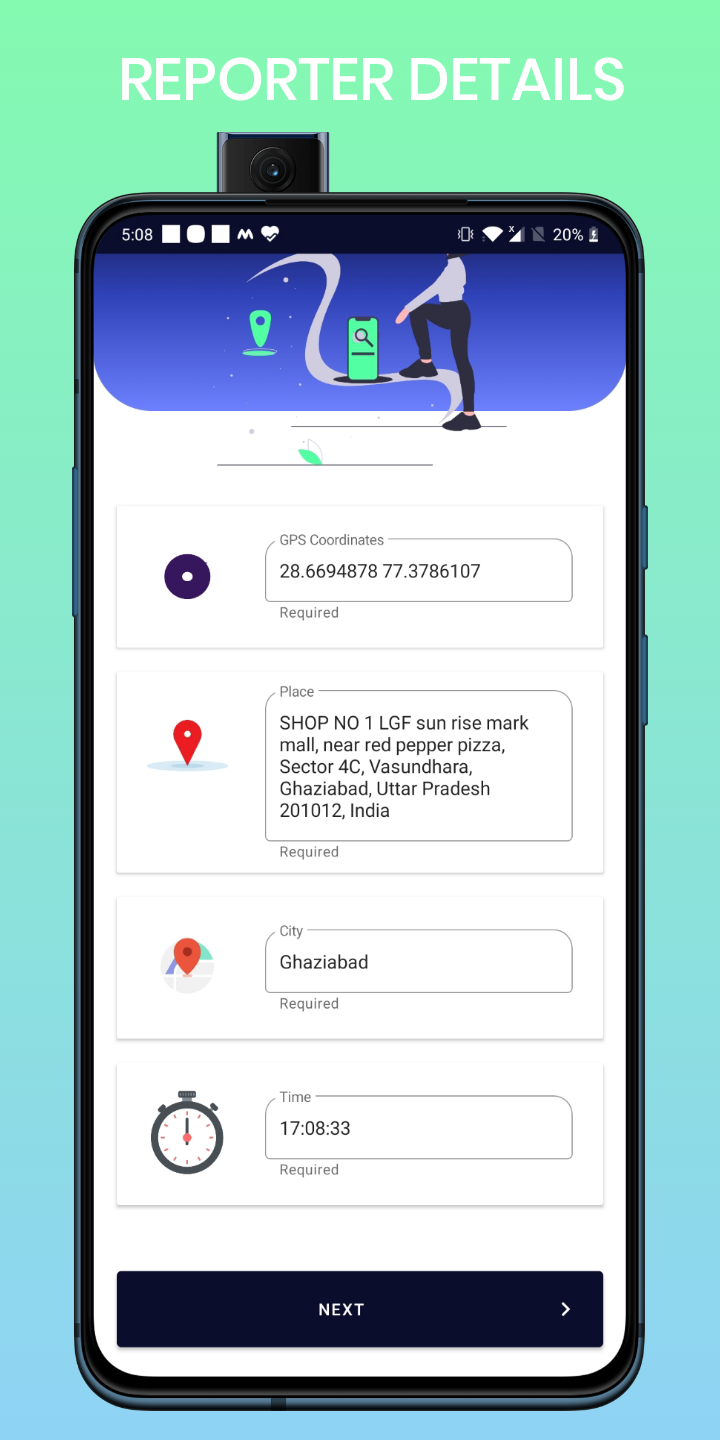 REPORTER DETAILS
5:08
x
20%
GPS Coordinates
28.6694878 77.3786107
Required
Place
SHOP NO 1 LGF sun rise mark
mall, near red pepper pizza,
Sector 4C, Vasundhara,
Ghaziabad, Uttar Pradesh
201012, India
Required
City
Ghaziabad
Required
Time
17:08:33
Required
NEXT